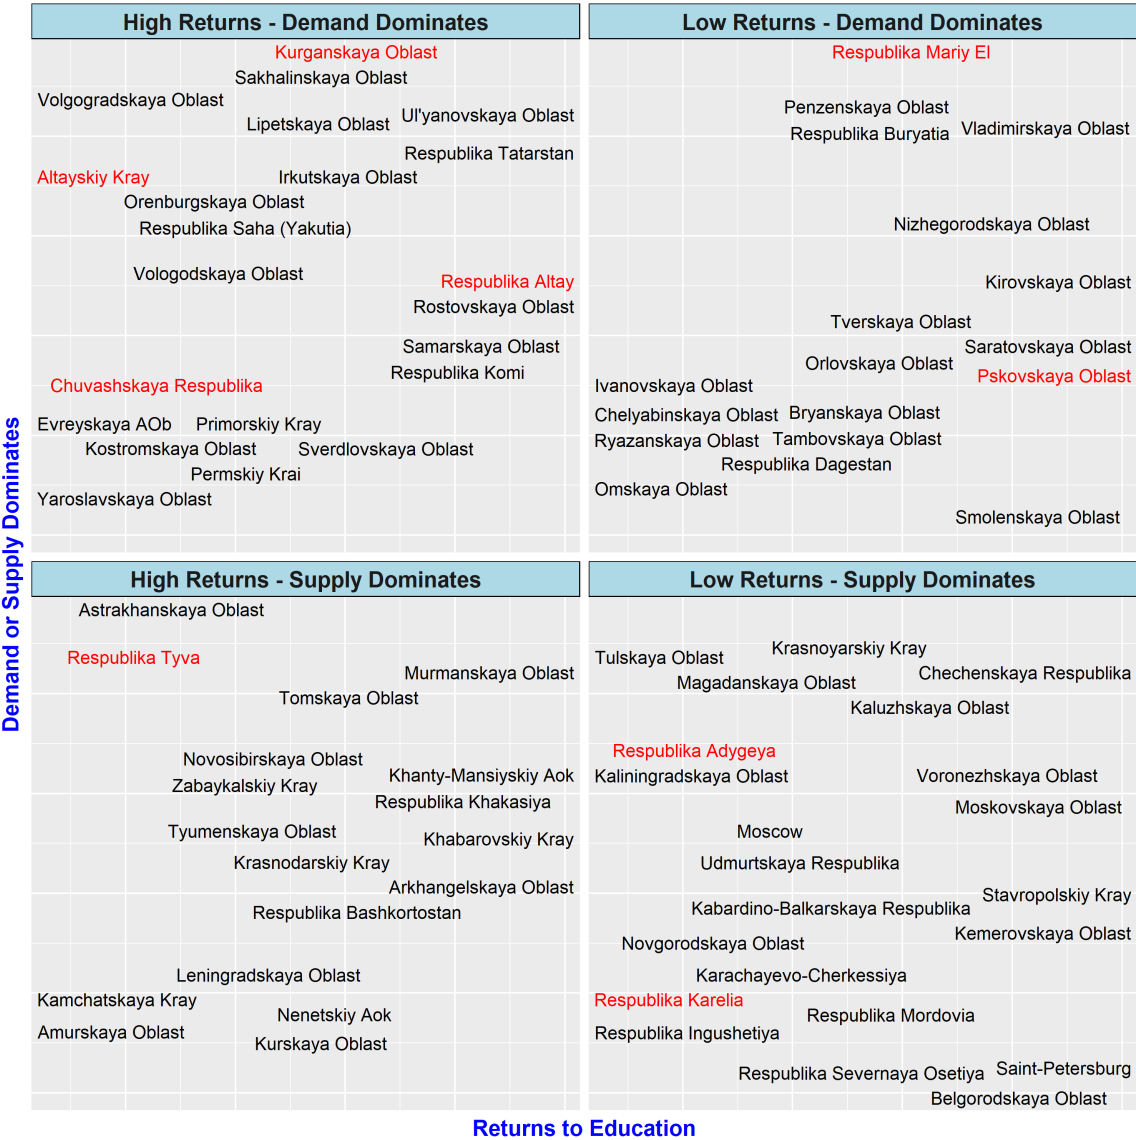 High Returns - Demand Dominates
Kurganskaya Oblast
Sakhalinskaya Oblast
Volgogradskaya Oblast
Ul'yanovskaya Oblast
Lipetskaya Oblast
Respublika Tatarstan
Altayskiy Kray
Irkutskaya Oblast
Orenburgskaya Oblast
Respublika Saha (Yakutia)
Vologodskaya Oblast
Respublika Altay
Rostovskaya Oblast
Samarskaya Oblast
Respublika Komi
Chuvashskaya Respublika
Evreyskaya AOb
Primorskiy Kray
Kostromskaya Oblast
Sverdlovskaya Oblast
Permskiy Krai
Yaroslavskaya Oblast
Low Returns - Demand Dominates
Respublika Mariy El
Penzenskaya Oblast
Vladimirskaya Oblast
Respublika Buryatia
Nizhegorodskaya Oblast
Kirovskaya Oblast
Tverskaya Oblast
Saratovskaya Oblast
Orlovskaya Oblast
Pskovskaya Oblast
Ivanovskaya Oblast
Chelyabinskaya Oblast
Bryanskaya Oblast
Ryazanskaya Oblast
Tambovskaya Oblast
Respublika Dagestan
Omskaya Oblast
Smolenskaya Oblast
High Returns - Supply Dominates
Astrakhanskaya Oblast
Respublika Tyva
Murmanskaya Oblast
Tomskaya Oblast
Novosibirskaya Oblast
Khanty-Mansiyskiy Aok
Zabaykalskiy Kray
Respublika Khakasiya
Tyumenskaya Oblast
Khabarovskiy Kray
Krasnodarskiy Kray
Arkhangelskaya Oblast
Respublika Bashkortostan
Leningradskaya Oblast
Kamchatskaya Kray
Nenetskiy Aok
Amurskaya Oblast
Kurskaya Oblast
Low Returns - Supply Dominates
Krasnoyarskiy Kray
Tulskaya Oblast
Chechenskaya Respublika
Magadanskaya Oblast
Kaluzhskaya Oblast
Respublika Adygeya
Kaliningradskaya Oblast
Voronezhskaya Oblast
Moskovskaya Oblast
Moscow
Udmurtskaya Respublika
Stavropolskiy Kray
Kabardino-Balkarskaya Respublika
Kemerovskaya Oblast
Novgorodskaya Oblast
Karachayevo-Cherkessiya
Respublika Karelia
Respublika Mordovia
Respublika Ingushetiya
Saint-Petersburg
Respublika Severnaya Osetiya
Belgorodskaya Oblast
Demand or Supply Dominates
Returns to Education